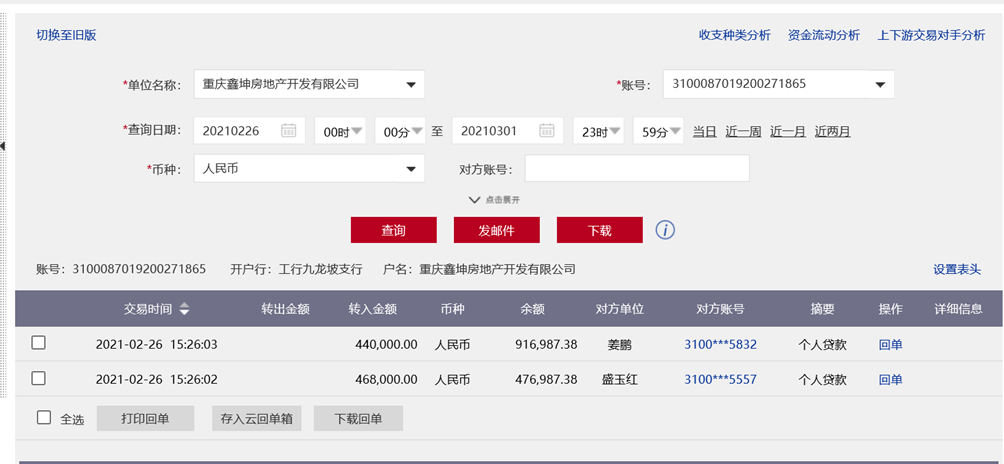 切换至旧版 收支种类分析 资金流动分析 上下游交易对手分析
*单位名称: 重庆鑫坤房地产开发有限公司 *账号: 3100087019200271865
*查询日期: 20210226 00时 00分 至 20210301 23时 59分 当日 近一周 近一月 近两月
*币种: 人民币 对方账号:
点击展开
查询 发邮件 下载 i
账号: 3100087019200271865 开户行: 工行九龙坡支行 户名: 重庆鑫坤房地产开发有限公司 设置表头
交易时间 转出金额 转入金额 币种 余额 对方单位 对方账号 摘要 操作 详细信息
2021-02-26 15:26:03 440,000.00 人民币 916,987.38 姜鹏 3100***5832 个人贷款 回单
2021-02-26 15:26:02 468,000.00 人民币 476,987.38 盛玉红 3100***5557 个人贷款 回单
全选 打印回单 存入云回单箱 下载回单